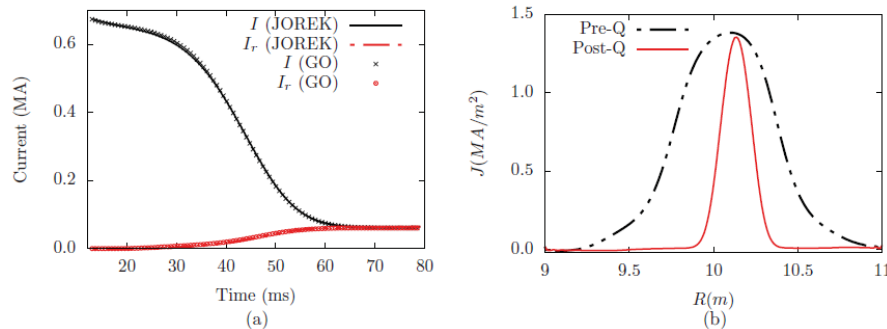 I (JOREK)
I_r (JOREK)
I (GO)
I_r (GO)
Current (MA)
0.6
0.4
0.2
0.0
20 30 40 50 60 70 80
Time (ms)
(a)
Pre-Q
Post-Q
J(MA/m²)
1.5
1.0
0.5
0.0
9 9.5 10 10.5 11
R(m)
(b)